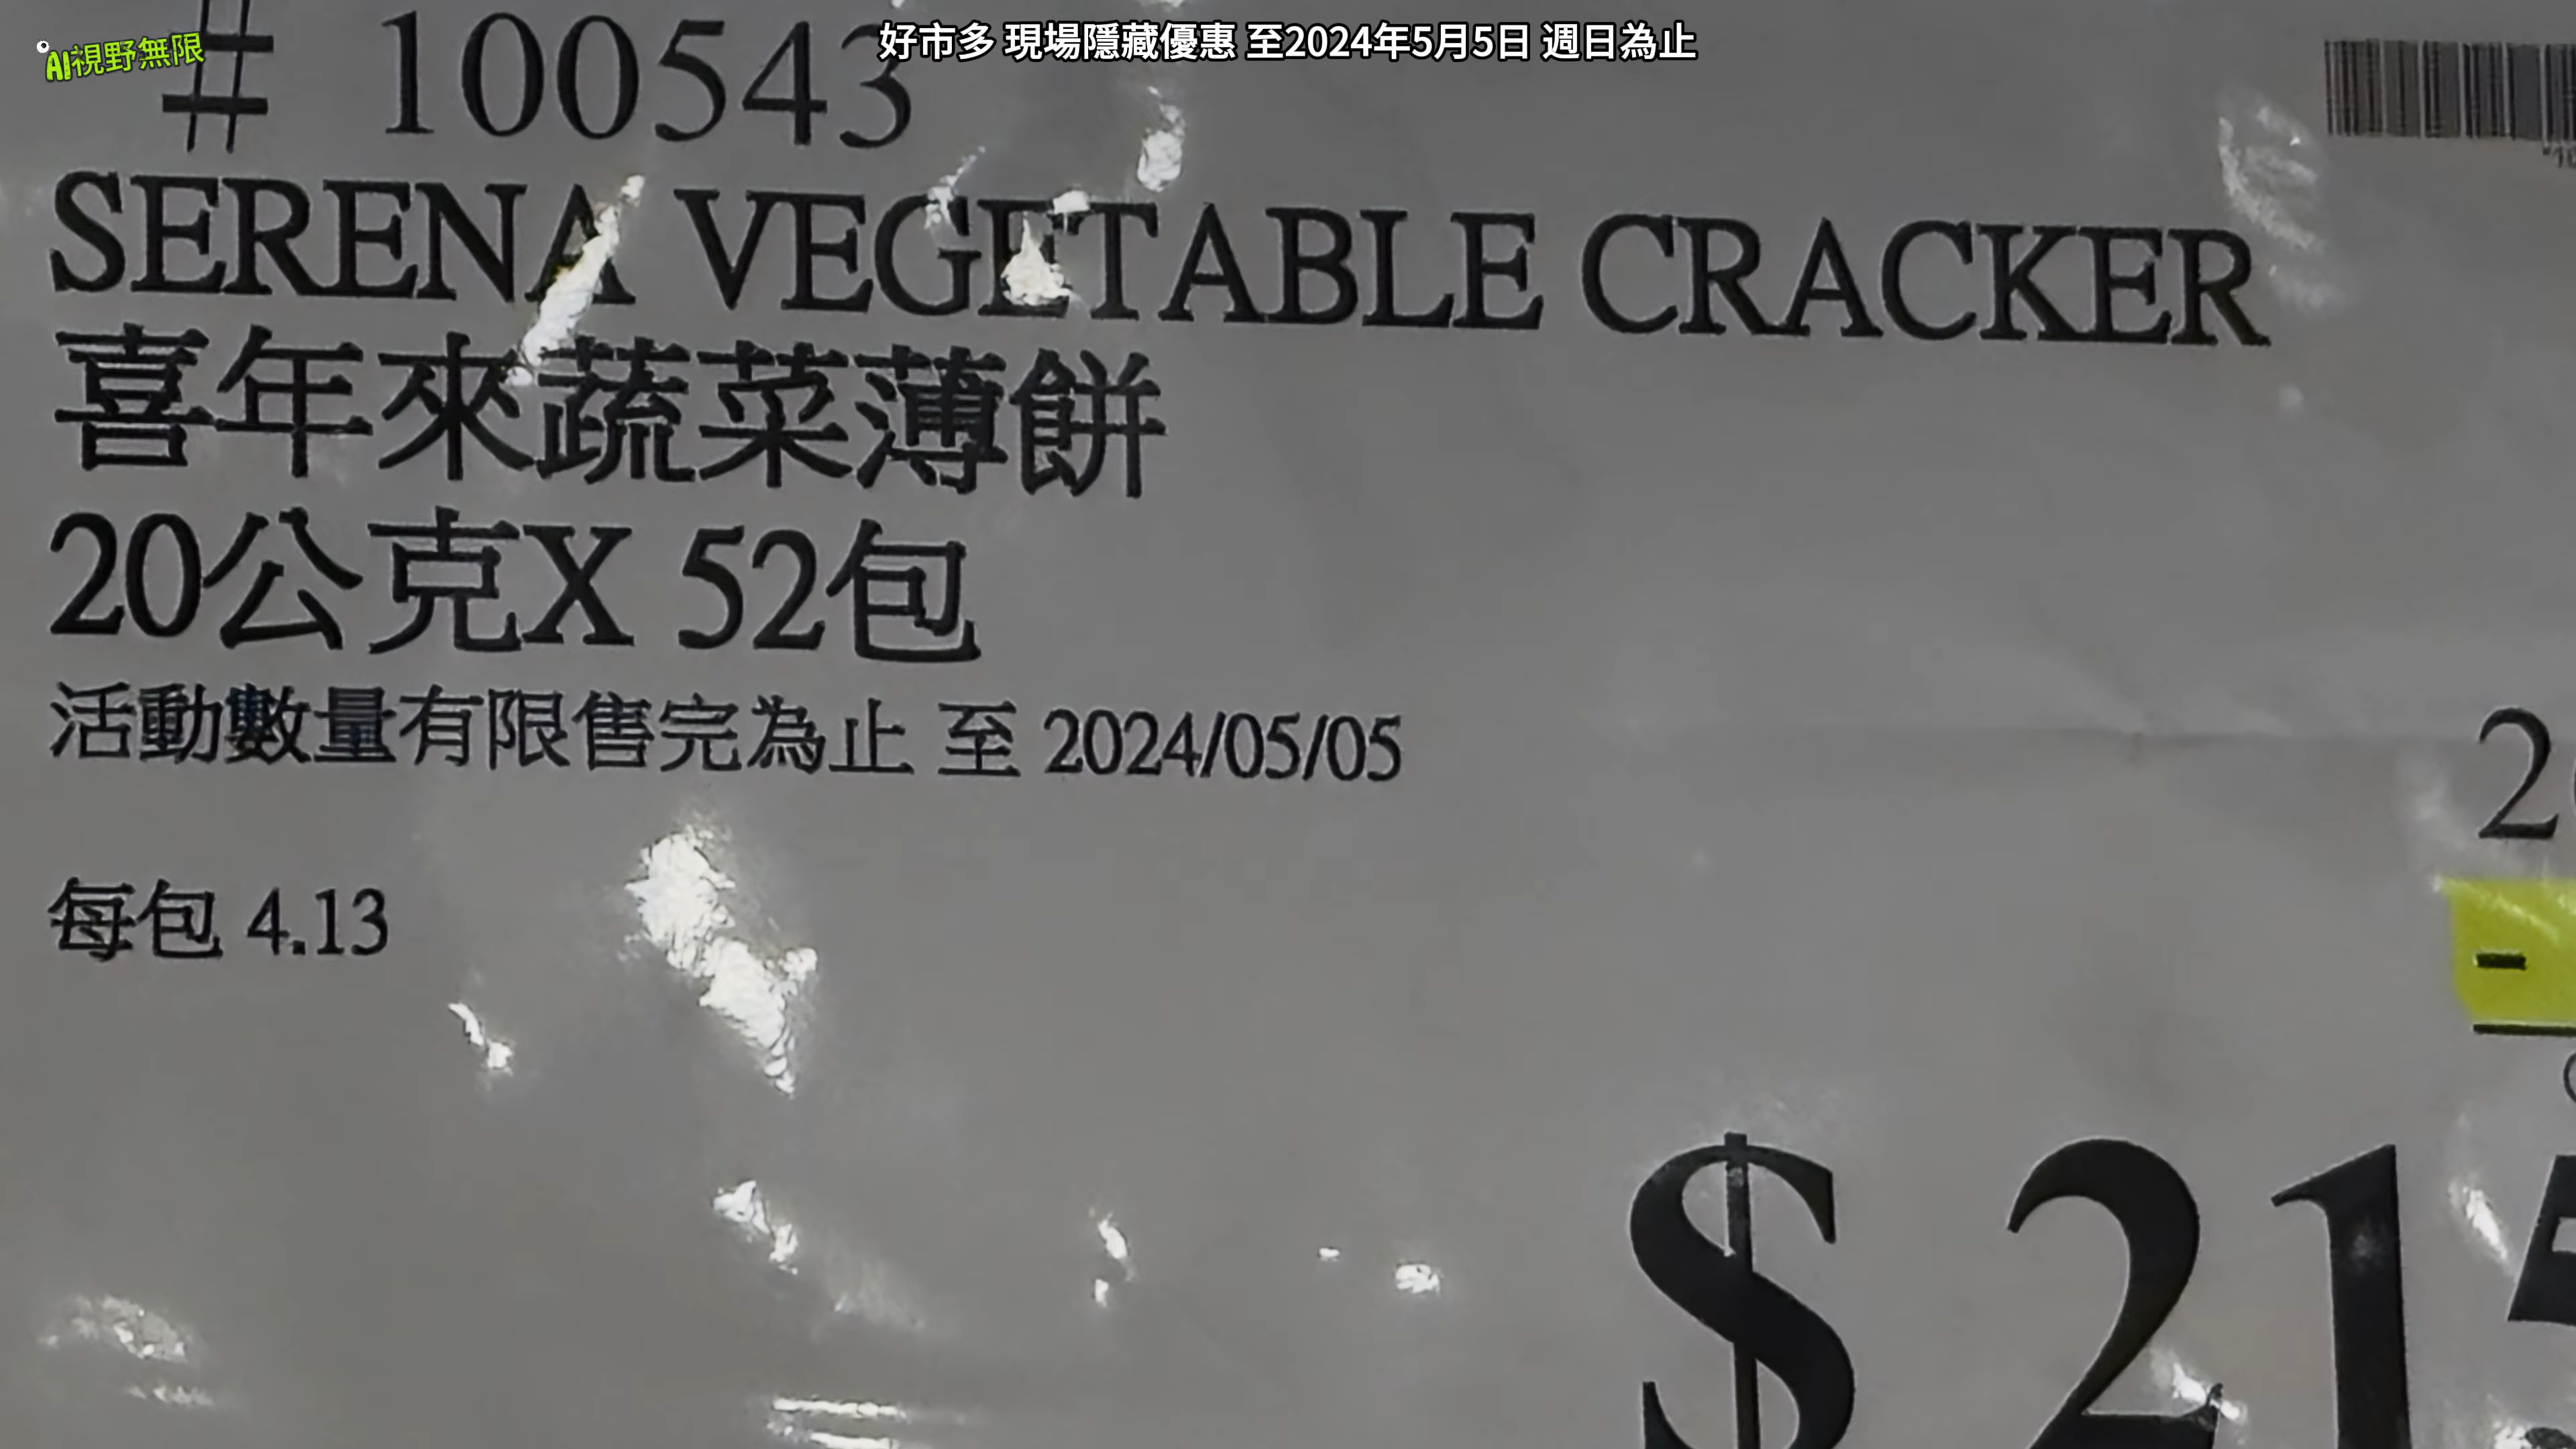 好市多 現場隱藏優惠 至2024年5月5日 週日為止
AI視野無限
# 100543
SERENA VEGETABLE CRACKER
喜年來蔬菜薄餅
20公克X 52包
活動數量有限售完為止 至 2024/05/05
2
每包 4.13
-
$ 215